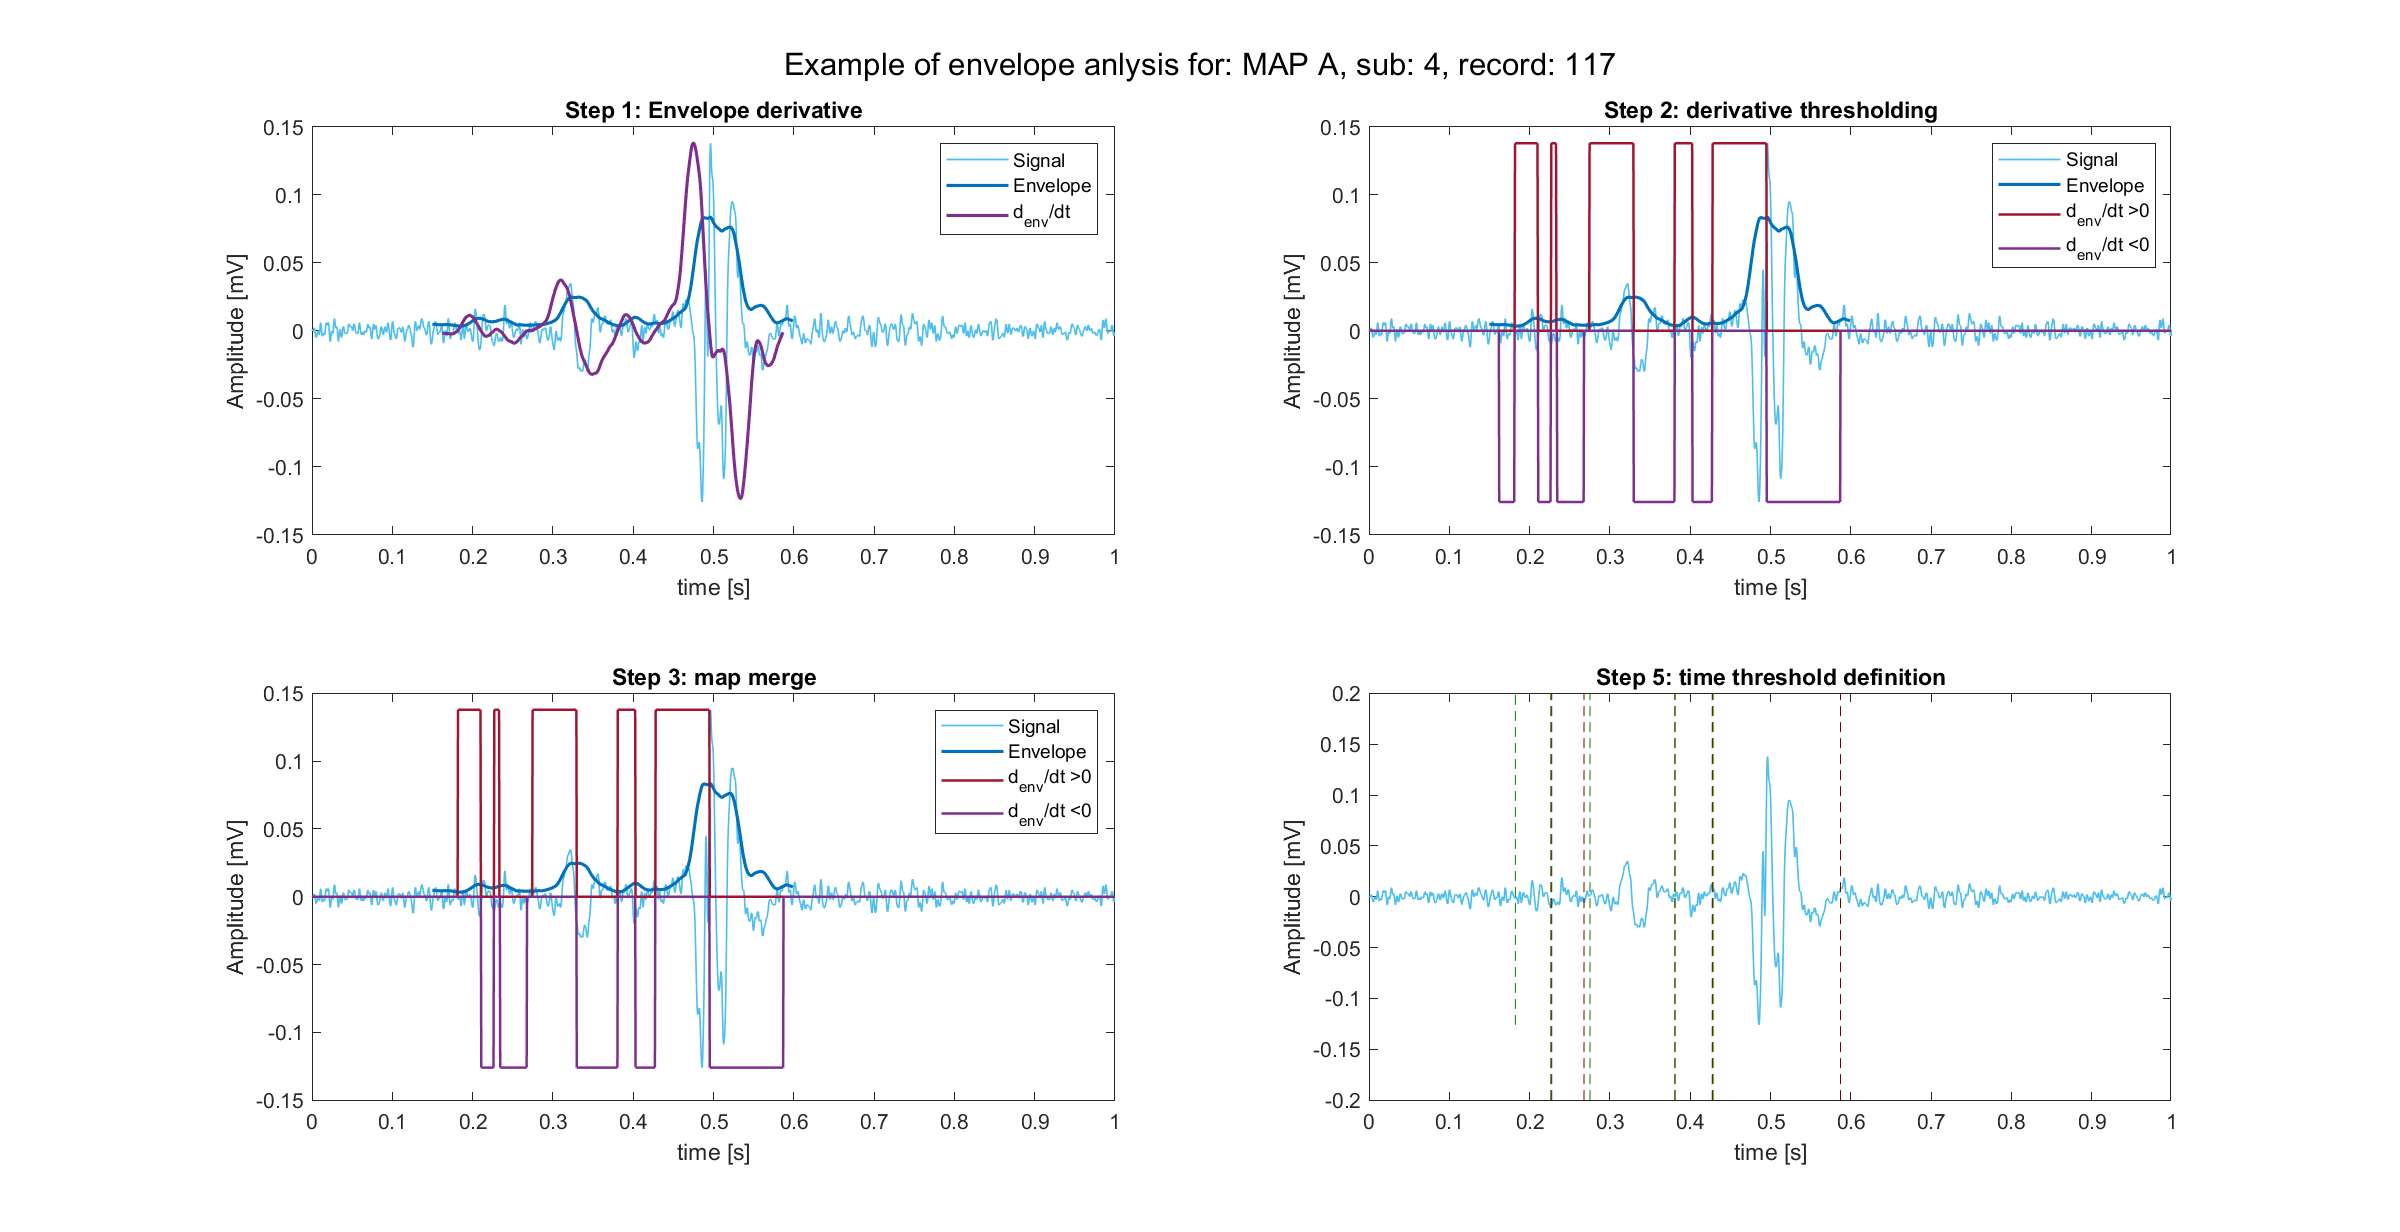 Example of envelope anlysis for: MAP A, sub: 4, record: 117
Step 1: Envelope derivative
0.15
0.1
0.05
0
-0.05
-0.1
-0.15
Amplitude [mV]
Signal
Envelope
d_env/dt
0 0.1 0.2 0.3 0.4 0.5 0.6 0.7 0.8 0.9 1
time [s]
Step 2: derivative thresholding
0.15
0.1
0.05
0
-0.05
-0.1
-0.15
Amplitude [mV]
Signal
Envelope
d_env/dt >0
d_env/dt <0
0 0.1 0.2 0.3 0.4 0.5 0.6 0.7 0.8 0.9 1
time [s]
Step 3: map merge
0.15
0.1
0.05
0
-0.05
-0.1
-0.15
Amplitude [mV]
Signal
Envelope
d_env/dt >0
d_env/dt <0
0 0.1 0.2 0.3 0.4 0.5 0.6 0.7 0.8 0.9 1
time [s]
Step 5: time threshold definition
0.2
0.15
0.1
0.05
0
-0.05
-0.1
-0.15
-0.2
Amplitude [mV]
0 0.1 0.2 0.3 0.4 0.5 0.6 0.7 0.8 0.9 1
time [s]